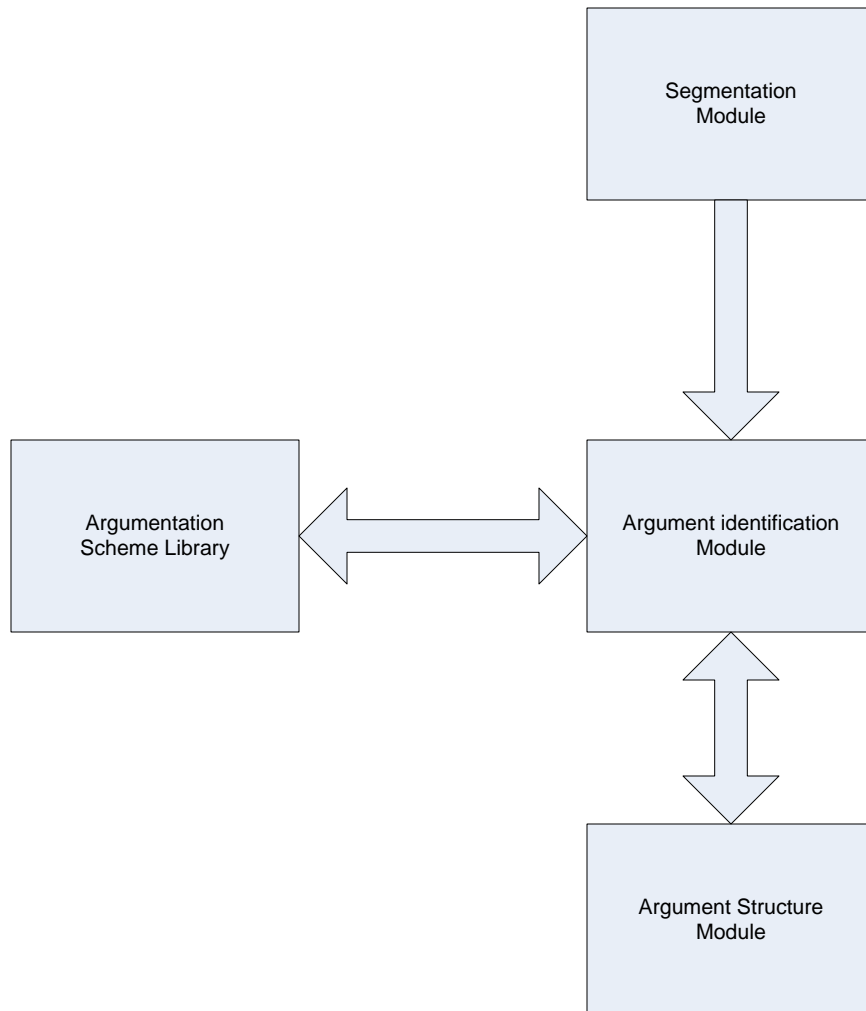 Segmentation
Module
Argumentation
Scheme Library
Argument identification
Module
Argument Structure
Module